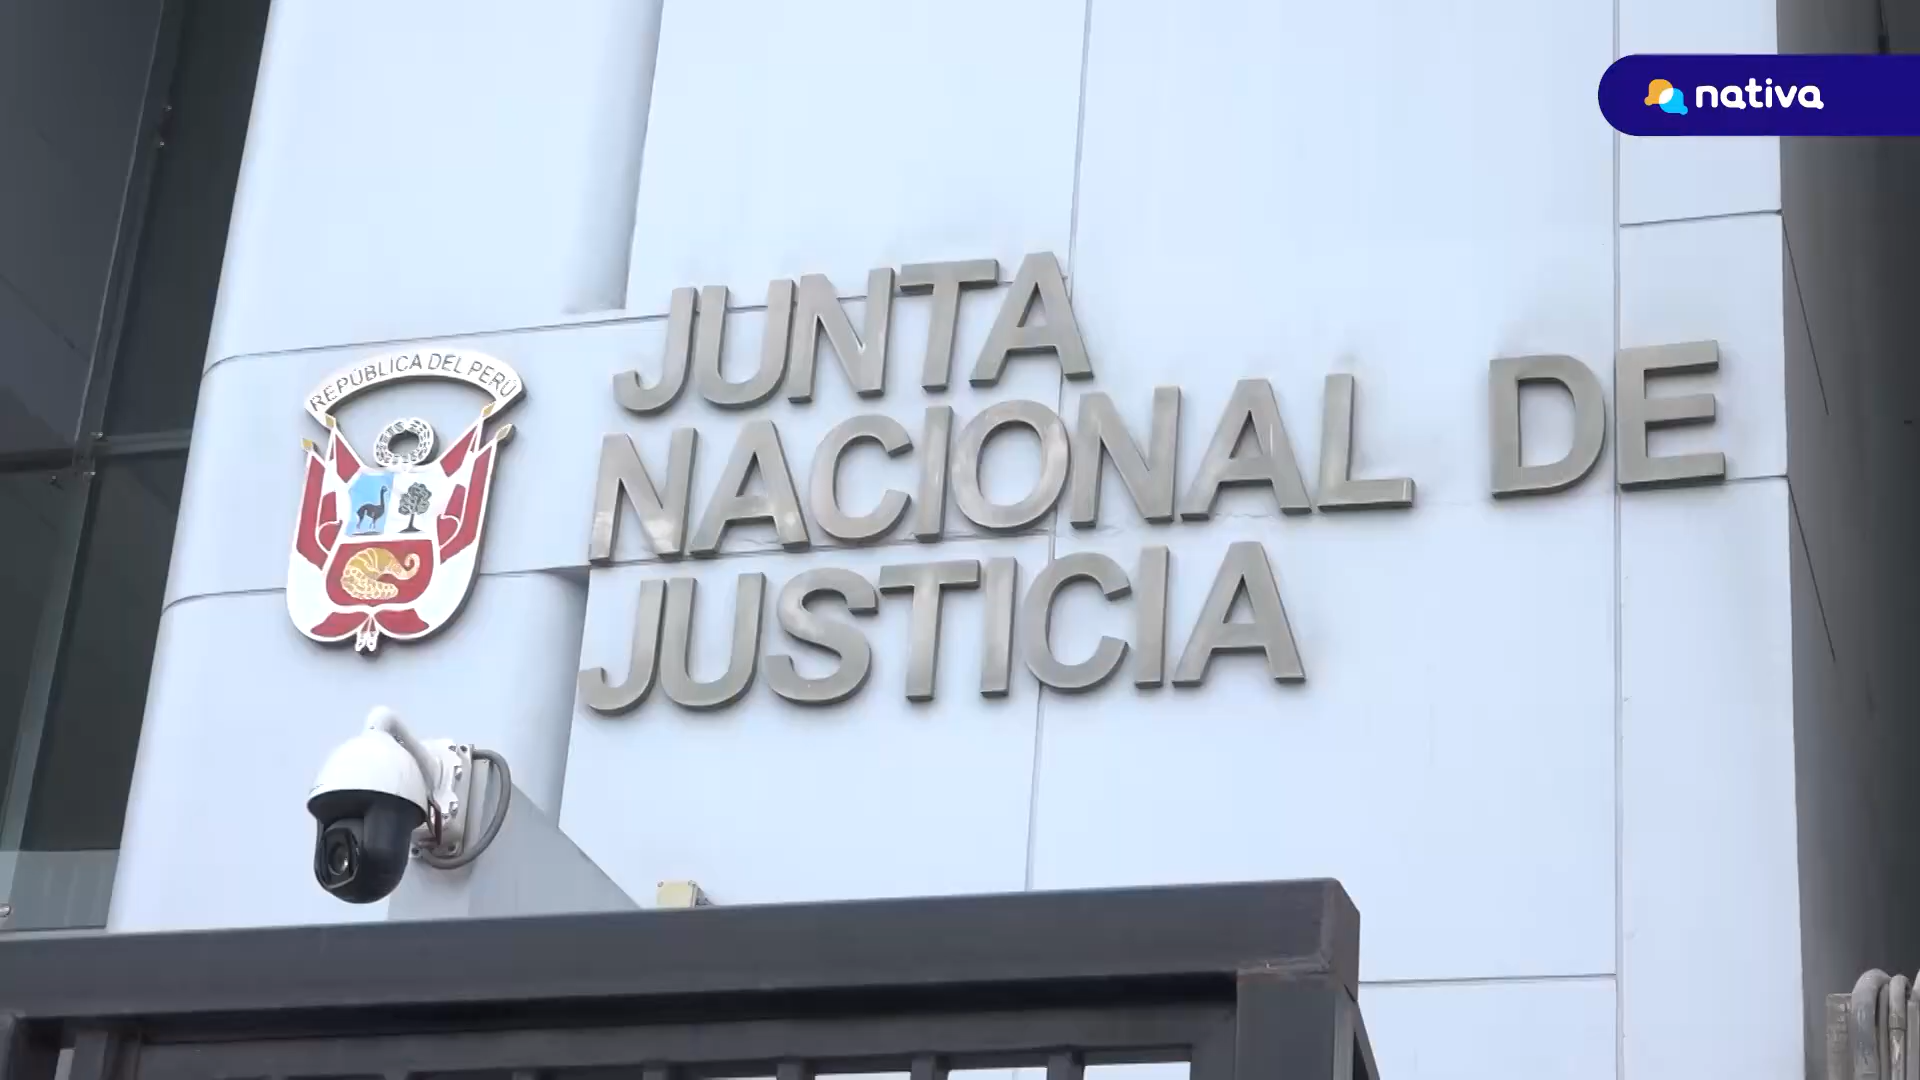 nativa
REPÚBLICA DEL PERÚ
JUNTA
NACIONAL DE
JUSTICIA